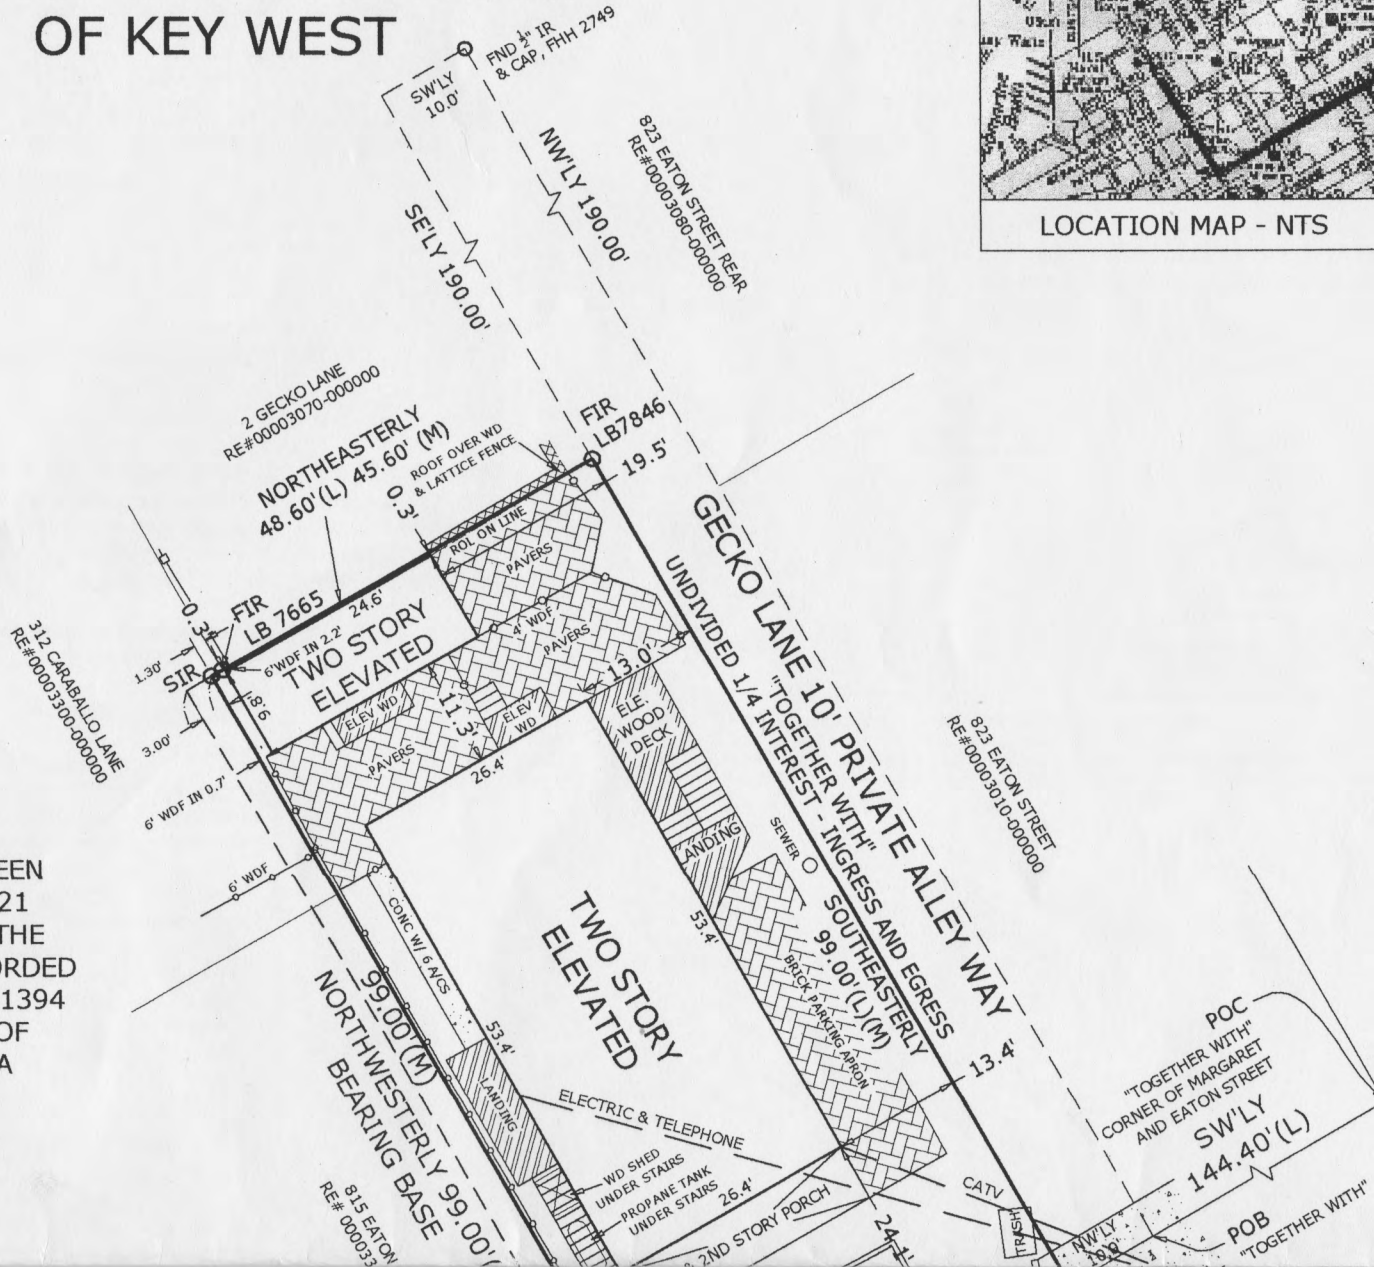 OF KEY WEST
FND ½" IR
& CAP, FHH 2749
SW'LY
10.0'
NW'LY 190.00'
SE'LY 190.00'
823 EATON STREET REAR
RE#00003080-000000
LOCATION MAP - NTS
2 GECKO LANE
RE#00003070-000000
NORTHEASTERLY
48.60'(L) 45.60' (M)
0.3'
ROOF OVER WD
& LATTICE FENCE
FIR
LB7846
19.5'
ROL ON LINE
PAVERS
312 CARABALLO LANE
RE#00003300-000000
0.3'
FIR
LB 7665
24.6'
6'WDF IN 2.2'
TWO STORY
ELEVATED
4' WDF
PAVERS
13.0'
1.30'
SIR
9.8'
3.00'
6' WDF IN 0.7'
ELEV WD
11.3'
ELEV
WD
PAVERS
26.4'
ELE.
WOOD
DECK
LANDING
GECKO LANE 10' PRIVATE ALLEY WAY
"TOGETHER WITH"
UNDIVIDED 1/4 INTEREST - INGRESS AND EGRESS
823 EATON STREET
RE#00003010-000000
SEWER
6' WDF
CONC W/ 6 A/CS
TWO STORY
ELEVATED
53.4'
SOUTHEASTERLY
99.00'(L)(M)
BRICK PARKING APRON
EEN
21
THE
ORDED
1394
OF
A
99.00'(M)
NORTHWESTERLY 99.00'(
BEARING BASE
53.4'
LANDING
ELECTRIC & TELEPHONE
13.4'
POC
"TOGETHER WITH"
CORNER OF MARGARET
AND EATON STREET
SW'LY
144.40'(L)
WD SHED
UNDER STAIRS
PROPANE TANK
UNDER STAIRS
26.4'
& 2ND STORY PORCH
24.1'
CATV
TRASH
NW'LY
10.0'
POB
"TOGETHER WITH"
815 EATON
RE# 000033